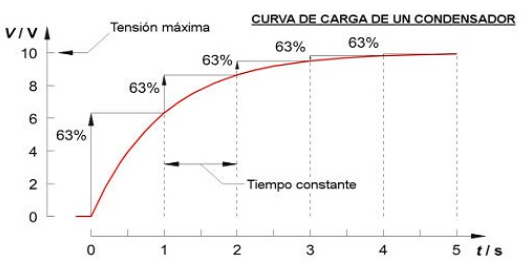 CURVA DE CARGA DE UN CONDENSADOR
Tensión máxima
V / V
10
8
6
4
2
0
63%
63%
63%
63%
63%
Tiempo constante
0 1 2 3 4 5 t / s